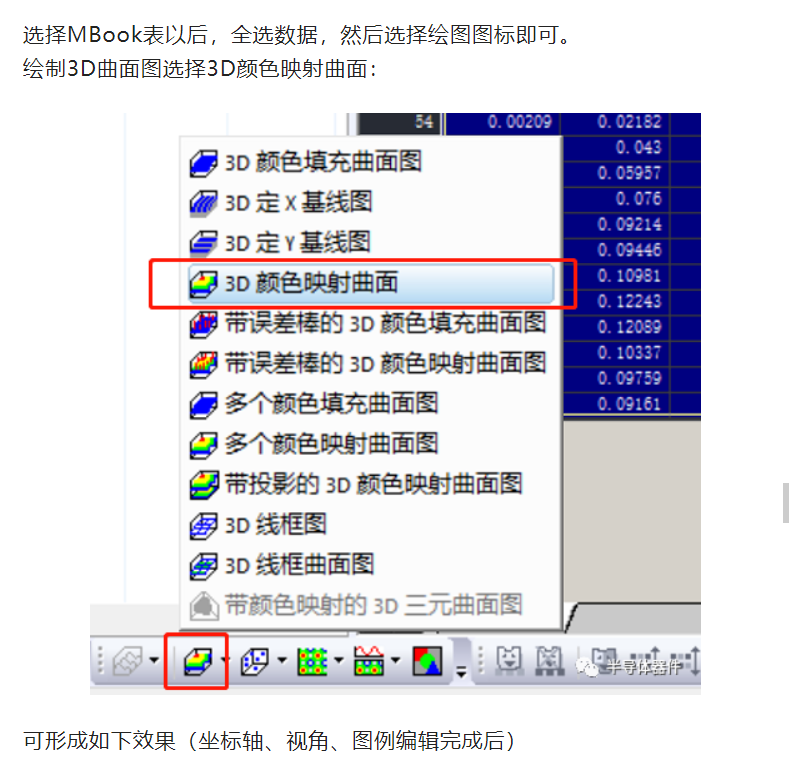 选择MBook表以后，全选数据，然后选择绘图图标即可。
绘制3D曲面图选择3D颜色映射曲面：
54 0.00209 0.02182
0.043
0.05957
0.076
0.09214
0.09446
0.10981
0.12243
0.12089
0.10337
0.09759
0.09161
3D 颜色填充曲面图
3D 定 X 基线图
3D 定 Y 基线图
3D 颜色映射曲面
带误差棒的 3D 颜色填充曲面图
带误差棒的 3D 颜色映射曲面图
多个颜色填充曲面图
多个颜色映射曲面图
带投影的 3D 颜色映射曲面图
3D 线框图
3D 线框曲面图
带颜色映射的 3D 三元曲面图
半导体器件
可形成如下效果（坐标轴、视角、图例编辑完成后）